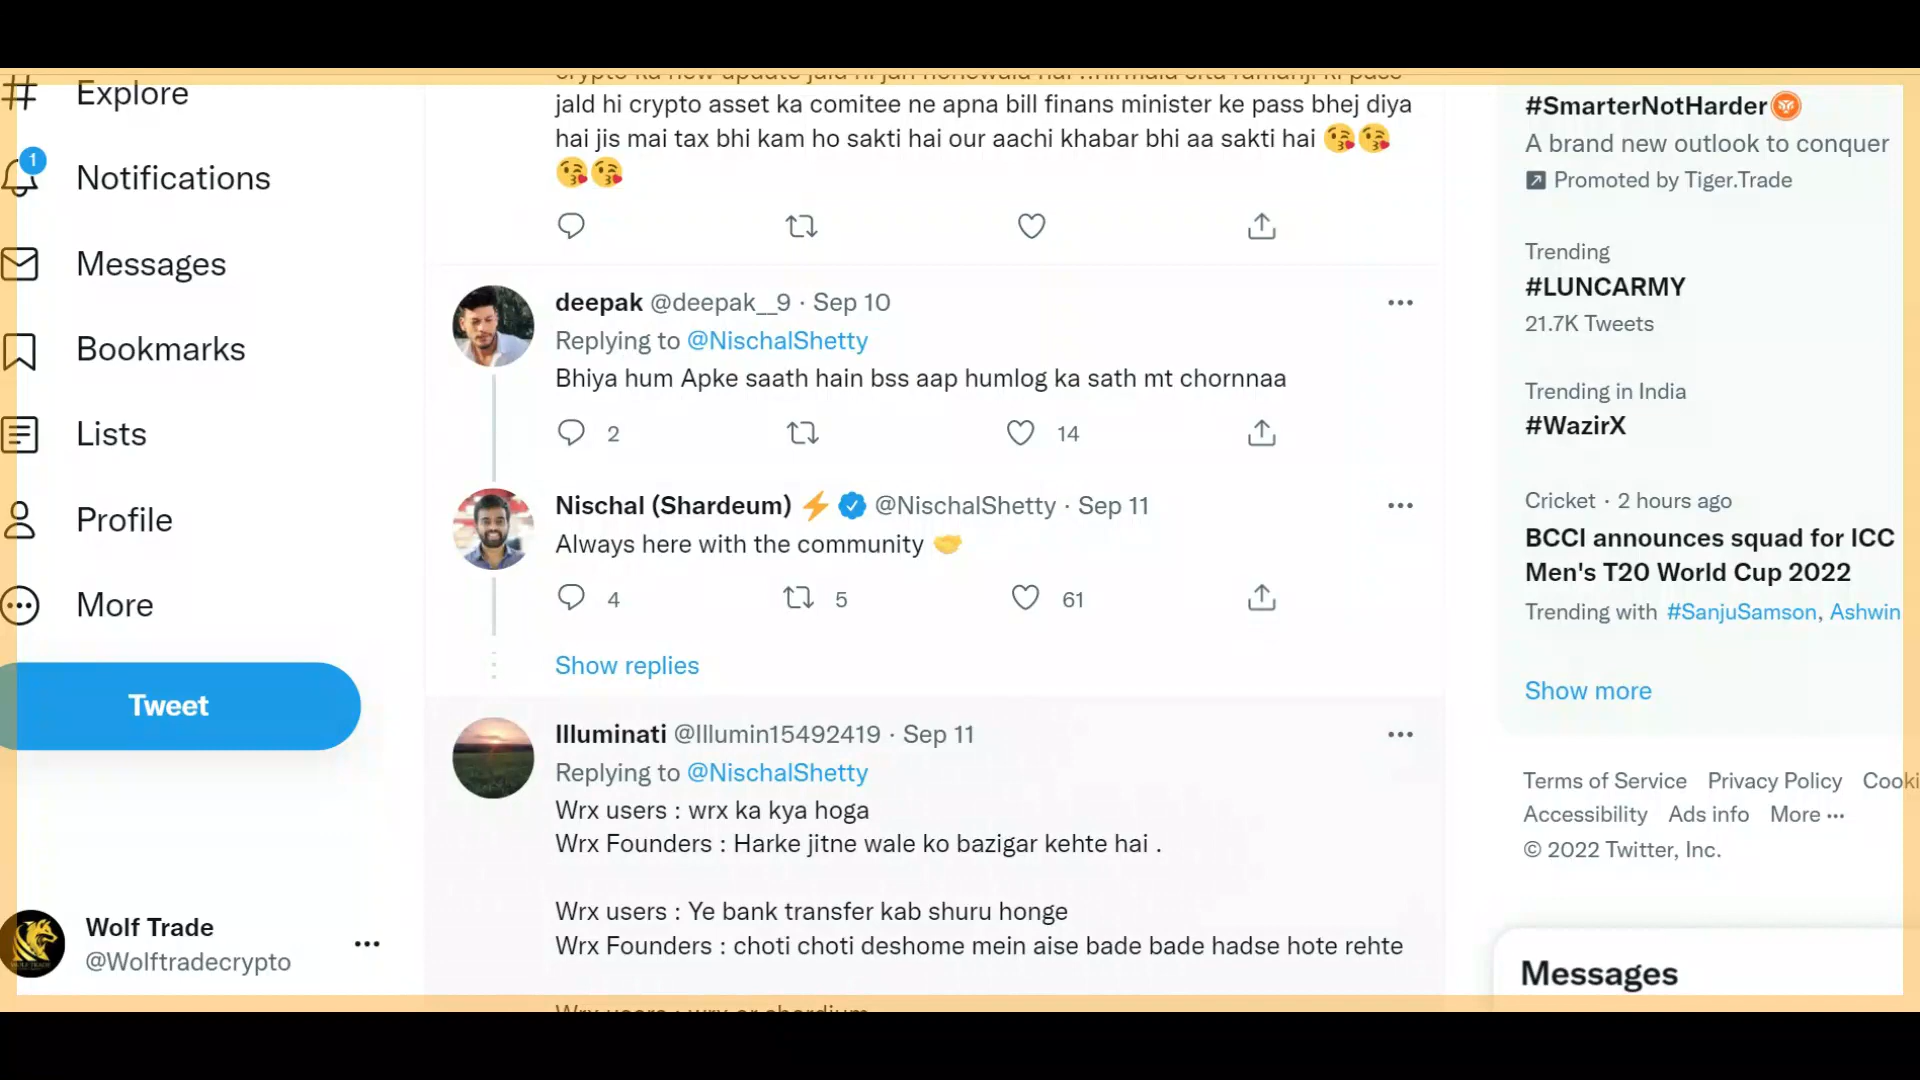 Explore
Notifications
1
Messages
Bookmarks
Lists
Profile
More
Tweet
Wolf Trade
@Wolftradecrypto
jald hi crypto asset ka comitee ne apna bill finans minister ke pass bhej diya
hai jis mai tax bhi kam ho sakti hai our aachi khabar bhi aa sakti hai 😘😘
😘😘
deepak @deepak__9 · Sep 10
Replying to @NischalShetty
Bhiya hum Apke saath hain bss aap humlog ka sath mt chornnaa
2 14
Nischal (Shardeum) ⚡ @NischalShetty · Sep 11
Always here with the community 🤝
4 5 61
Show replies
Illuminati @Illumin15492419 · Sep 11
Replying to @NischalShetty
Wrx users : wrx ka kya hoga
Wrx Founders : Harke jitne wale ko bazigar kehte hai .
Wrx users : Ye bank transfer kab shuru honge
Wrx Founders : choti choti deshome mein aise bade bade hadse hote rehte
#SmarterNotHarder
A brand new outlook to conquer
Promoted by Tiger.Trade
Trending
#LUNCARMY
21.7K Tweets
Trending in India
#WazirX
Cricket · 2 hours ago
BCCI announces squad for ICC
Men's T20 World Cup 2022
Trending with #SanjuSamson, Ashwin
Show more
Terms of Service Privacy Policy Cooki
Accessibility Ads info More ···
© 2022 Twitter, Inc.
Messages